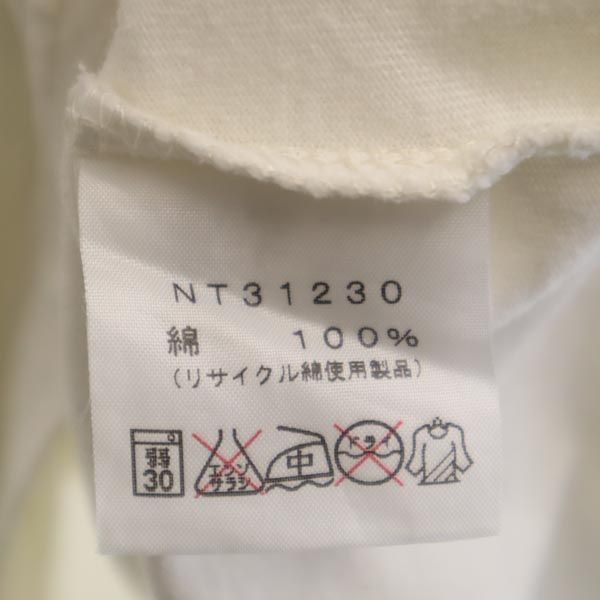 NT31230
綿 100%
(リサイクル綿使用製品)
弱 30 エンソサラシ 中 ドライ